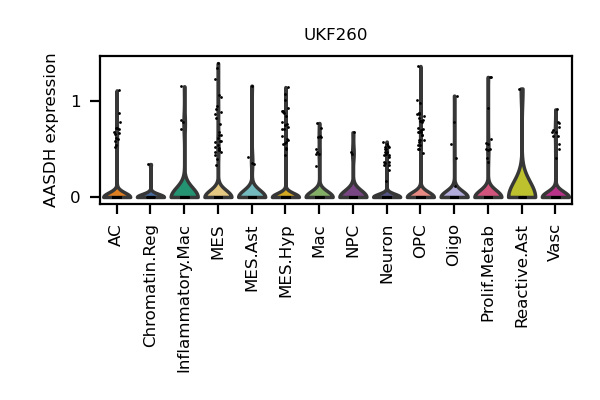 UKF260
AASDH expression
1
0
AC
Chromatin.Reg
Inflammatory.Mac
MES
MES.Ast
MES.Hyp
Mac
NPC
Neuron
OPC
Oligo
Prolif.Metab
Reactive.Ast
Vasc